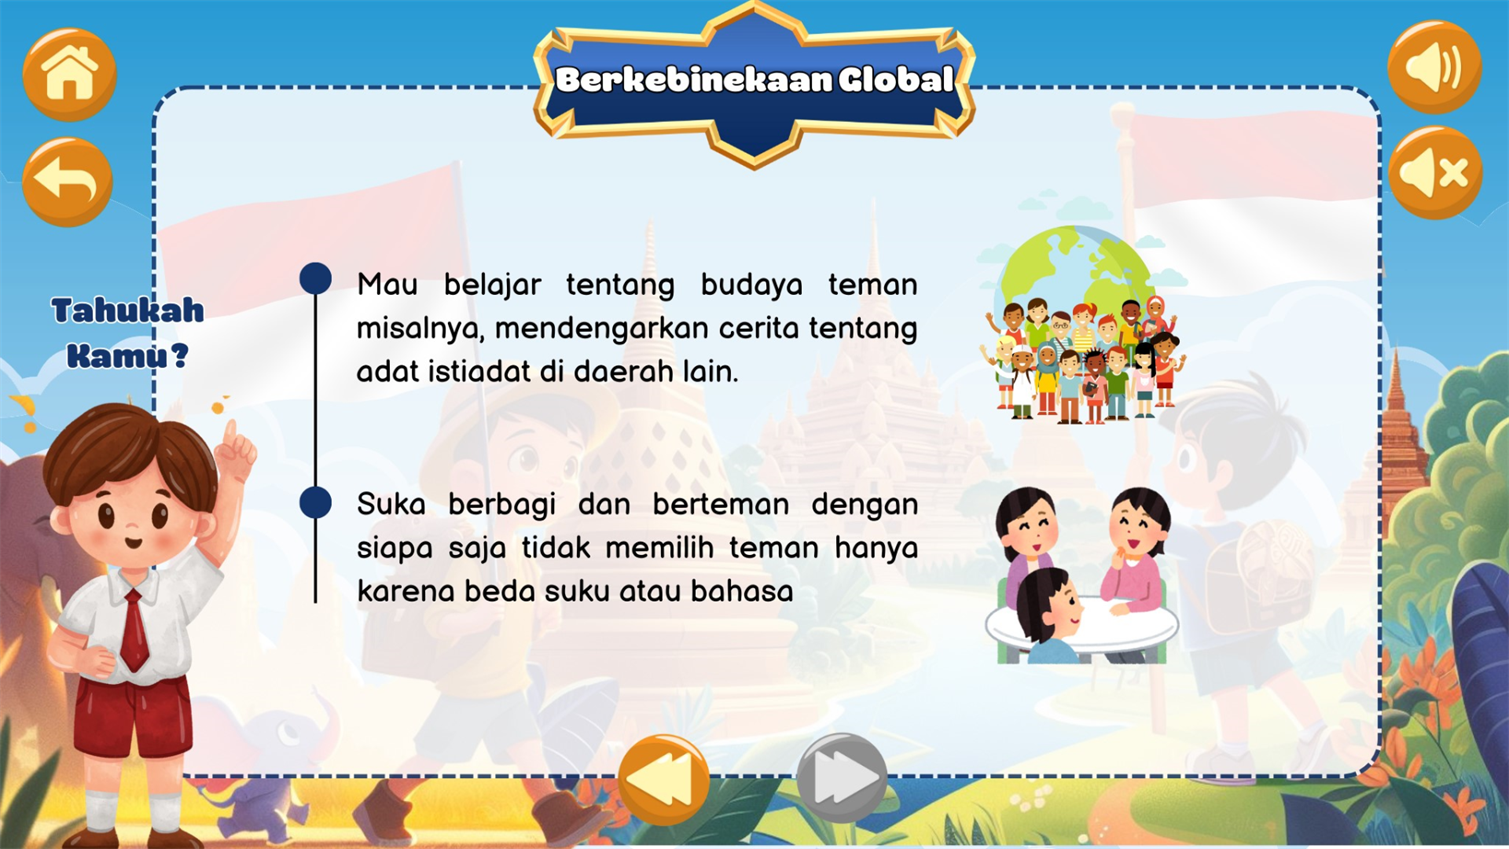 Berkebinekaan Global
Tahukah
Kamu?
Mau belajar tentang budaya teman
misalnya, mendengarkan cerita tentang
adat istiadat di daerah lain.
Suka berbagi dan berteman dengan
siapa saja tidak memilih teman hanya
karena beda suku atau bahasa